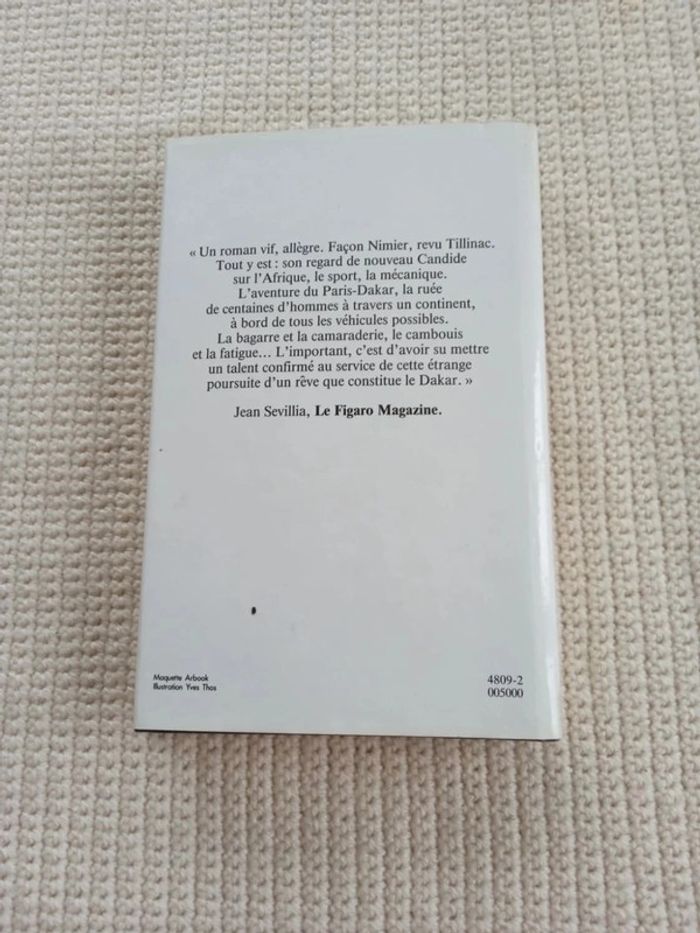 « Un roman vif, allègre. Façon Nimier, revu Tillinac.
Tout y est : son regard de nouveau Candide
sur l'Afrique, le sport, la mécanique.
L'aventure du Paris-Dakar, la ruée
de centaines d'hommes à travers un continent,
à bord de tous les véhicules possibles.
La bagarre et la camaraderie, le cambouis
et la fatigue... L'important, c'est d'avoir su mettre
un talent confirmé au service de cette étrange
poursuite d'un rêve que constitue le Dakar. »
Jean Sevillia, Le Figaro Magazine.
Maquette Arbook
Illustration Yves Thos
4809-2
005000